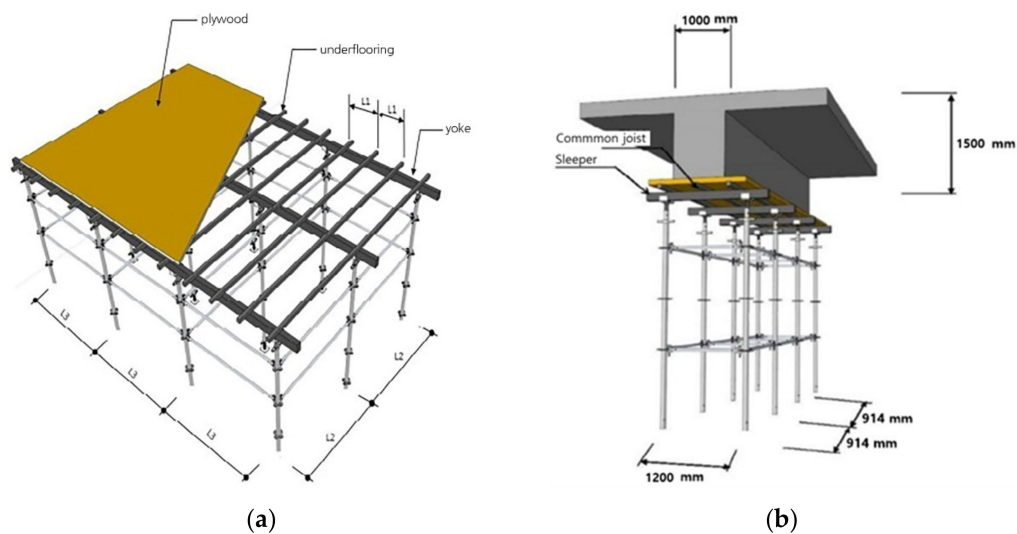 plywood
underflooring
L1
L1
yoke
L3
L3
L3
L2
L2
(a)
1000 mm
Commmon joist
Sleeper
1500 mm
914 mm
914 mm
1200 mm
(b)